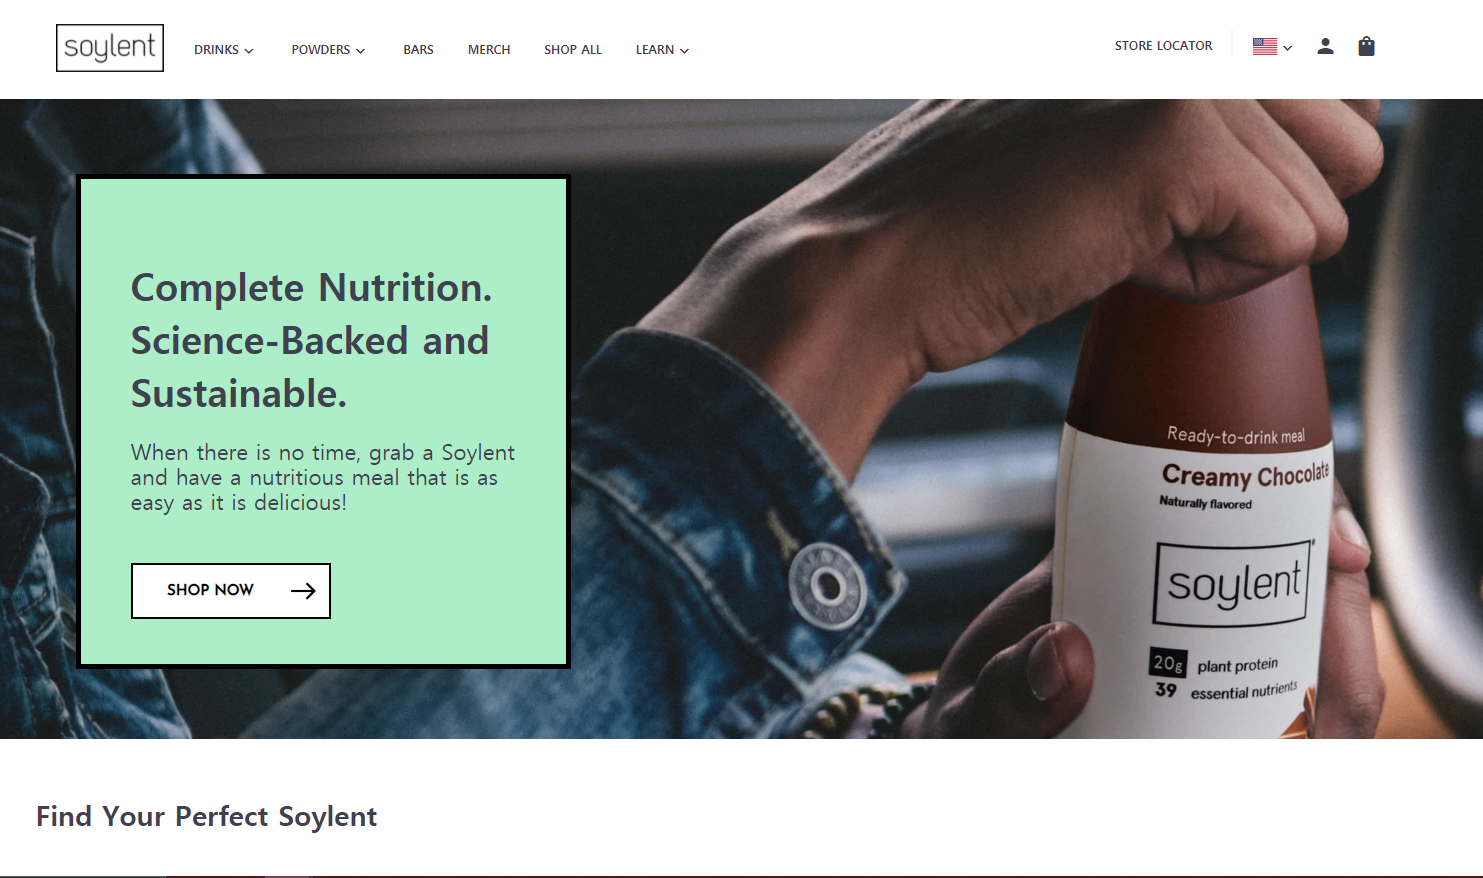 soylent
DRINKS
POWDERS
BARS
MERCH
SHOP ALL
LEARN
STORE LOCATOR
Complete Nutrition.
Science-Backed and
Sustainable.
When there is no time, grab a Soylent
and have a nutritious meal that is as
easy as it is delicious!
SHOP NOW
Ready-to-drink meal
Creamy Chocolate
Naturally flavored
soylent
20g plant protein
39 essential nutrients
Find Your Perfect Soylent